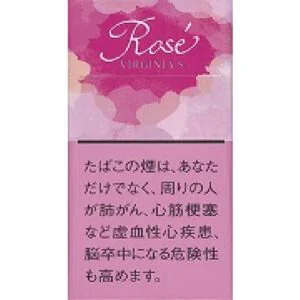 Rosé
VIRGINIA S.
たばこの煙は、あなた
だけでなく、周りの人
が肺がん、心筋梗塞
など虚血性心疾患、
脳卒中になる危険性
も高めます。